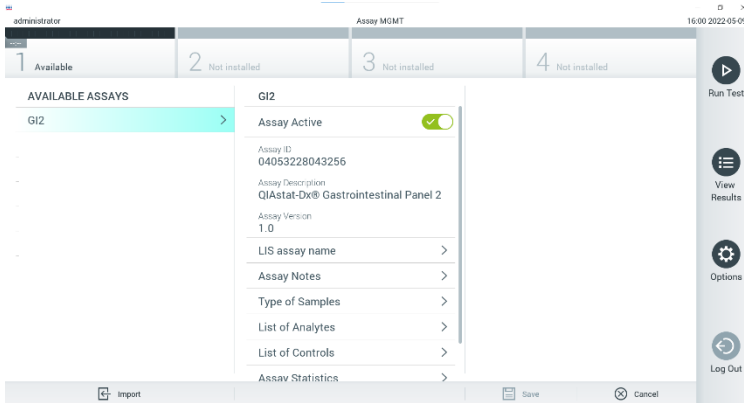 administrator
Assay MGMT
16:00 2022-05-09
1 Available
2 Not installed
3 Not installed
4 Not installed
Run Test
View
Results
Options
Log Out
AVAILABLE ASSAYS
GI2
GI2
Assay Active
Assay ID
04053228043256
Assay Description
QIAstat-Dx® Gastrointestinal Panel 2
Assay Version
1.0
LIS assay name
Assay Notes
Type of Samples
List of Analytes
List of Controls
Assay Statistics
Import
Save
Cancel